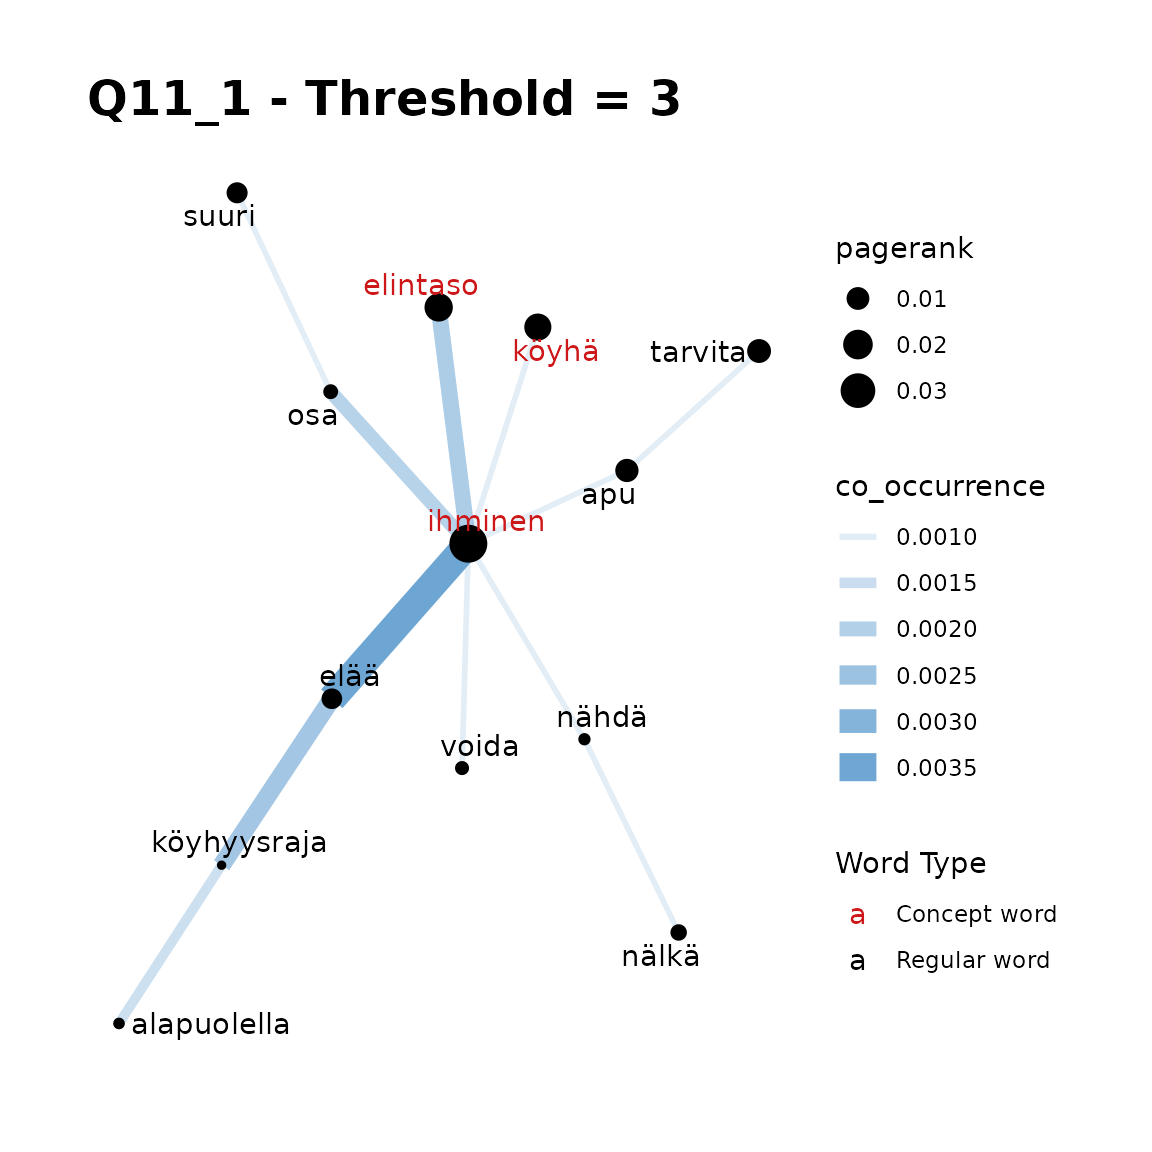 Q11_1 - Threshold = 3
suuri
elintaso
köyhä
tarvita
osa
apu
ihminen
elää
nähdä
voida
köyhyysraja
nälkä
alapuolella
pagerank
0.01
0.02
0.03
co_occurrence
0.0010
0.0015
0.0020
0.0025
0.0030
0.0035
Word Type
a Concept word
a Regular word